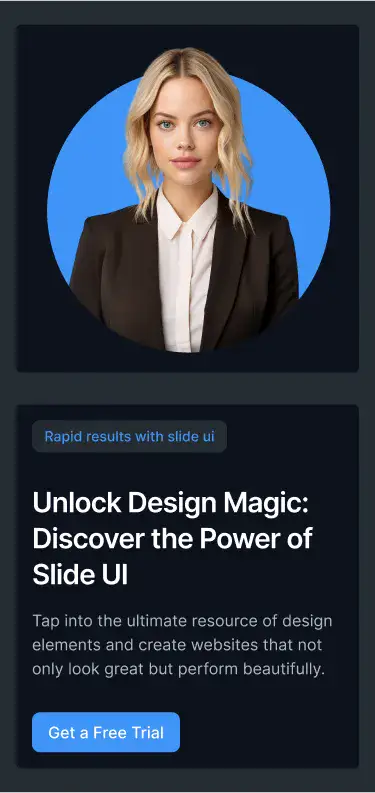 Rapid results with slide ui
Unlock Design Magic:
Discover the Power of
Slide UI
Tap into the ultimate resource of design
elements and create websites that not
only look great but perform beautifully.
Get a Free Trial